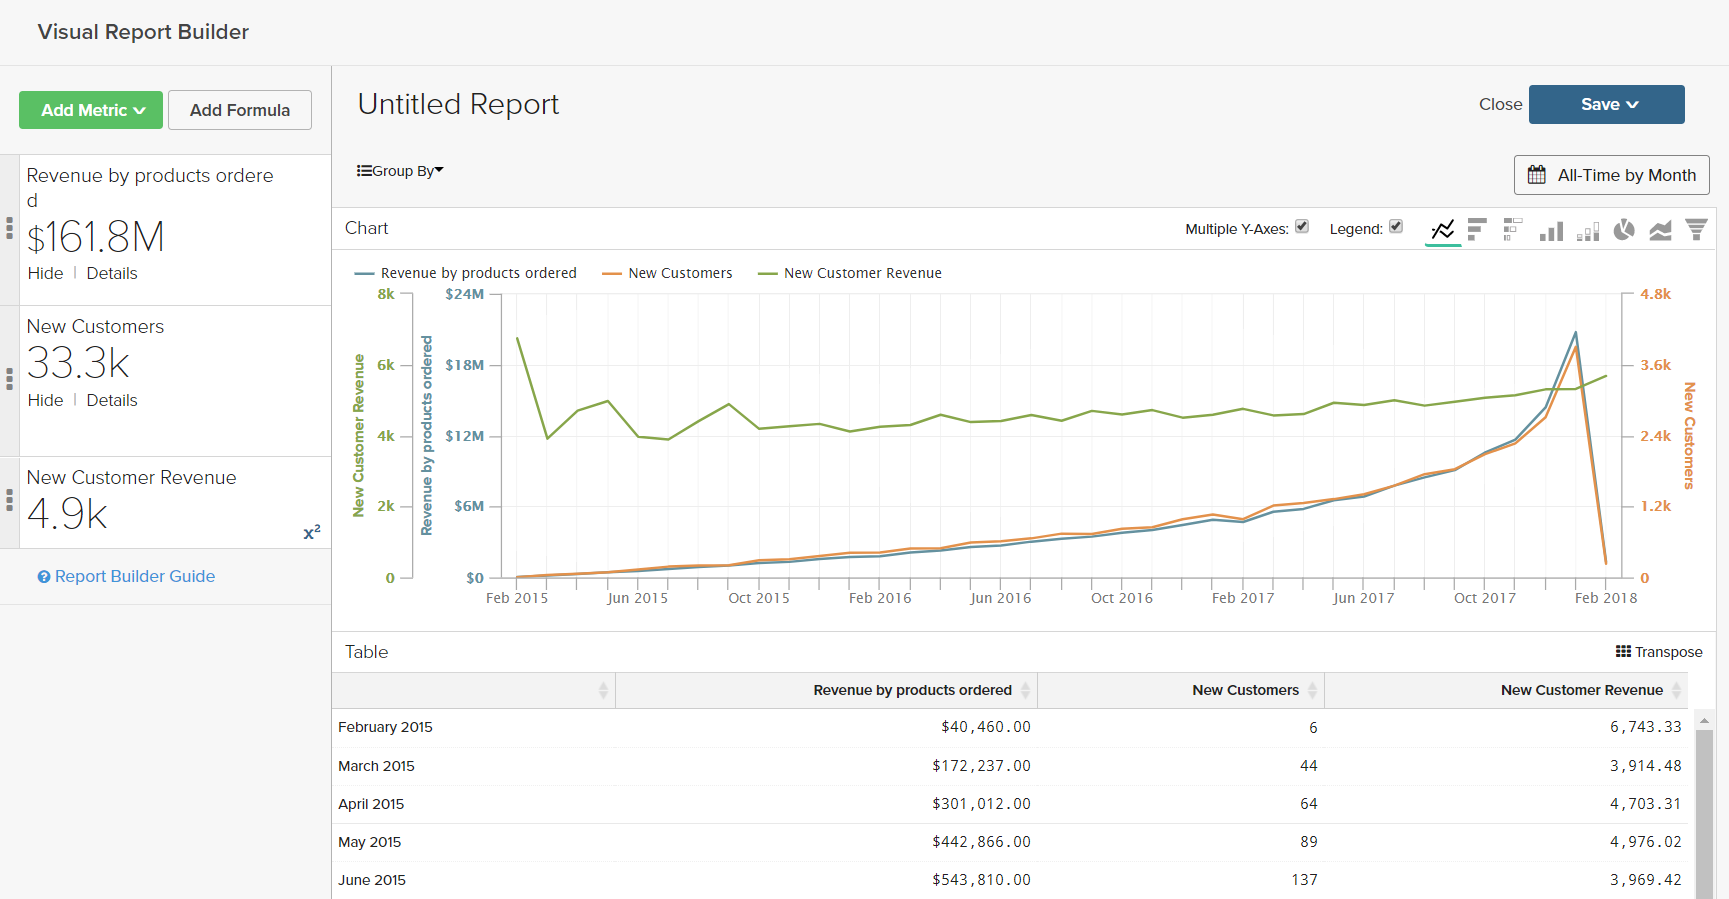 Visual Report Builder
Add Metric
Add Formula
Revenue by products ordere
d
$161.8M
Hide | Details
New Customers
33.3k
Hide | Details
New Customer Revenue
4.9k
x²
Report Builder Guide
Untitled Report
Close
Save
Group By
All-Time by Month
Chart
Multiple Y-Axes:
Legend:
Revenue by products ordered
New Customers
New Customer Revenue
8k
6k
4k
2k
0
New Customer Revenue
$24M
$18M
$12M
$6M
$0
Revenue by products ordered
4.8k
3.6k
2.4k
1.2k
0
New Customers
Feb 2015 Jun 2015 Oct 2015 Feb 2016 Jun 2016 Oct 2016 Feb 2017 Jun 2017 Oct 2017 Feb 2018
Table
Transpose
Revenue by products ordered New Customers New Customer Revenue
February 2015 $40,460.00 6 6,743.33
March 2015 $172,237.00 44 3,914.48
April 2015 $301,012.00 64 4,703.31
May 2015 $442,866.00 89 4,976.02
June 2015 $543,810.00 137 3,969.42